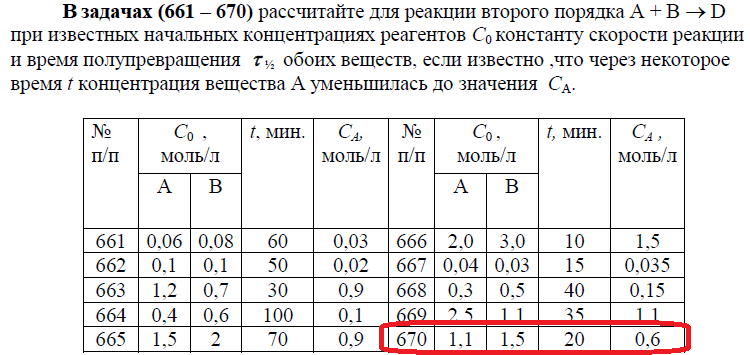 В задачах (661 – 670) рассчитайте для реакции второго порядка A + B → D
при известных начальных концентрациях реагентов C0 константу скорости реакции
и время полупревращения τ ½ обоих веществ, если известно ,что через некоторое
время t концентрация вещества А уменьшилась до значения CА.
№ п/п C0 , моль/л t, мин. CA, моль/л № п/п C0 , моль/л t, мин. CA , моль/л
А В А В
661 0,06 0,08 60 0,03 666 2,0 3,0 10 1,5
662 0,1 0,1 50 0,02 667 0,04 0,03 15 0,035
663 1,2 0,7 30 0,9 668 0,3 0,5 40 0,15
664 0,4 0,6 100 0,1 669 2,5 1,1 35 1,1
665 1,5 2 70 0,9 670 1,1 1,5 20 0,6